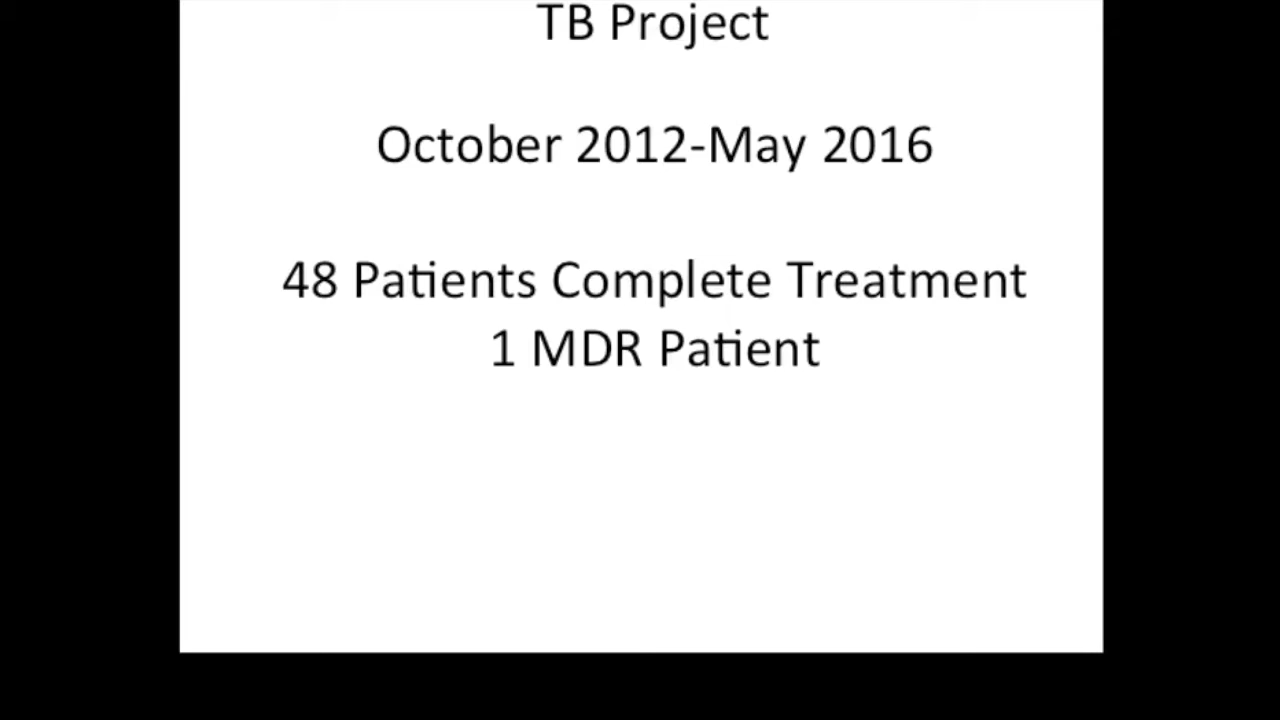 TB Project
October 2012-May 2016
48 Patients Complete Treatment
1 MDR Patient